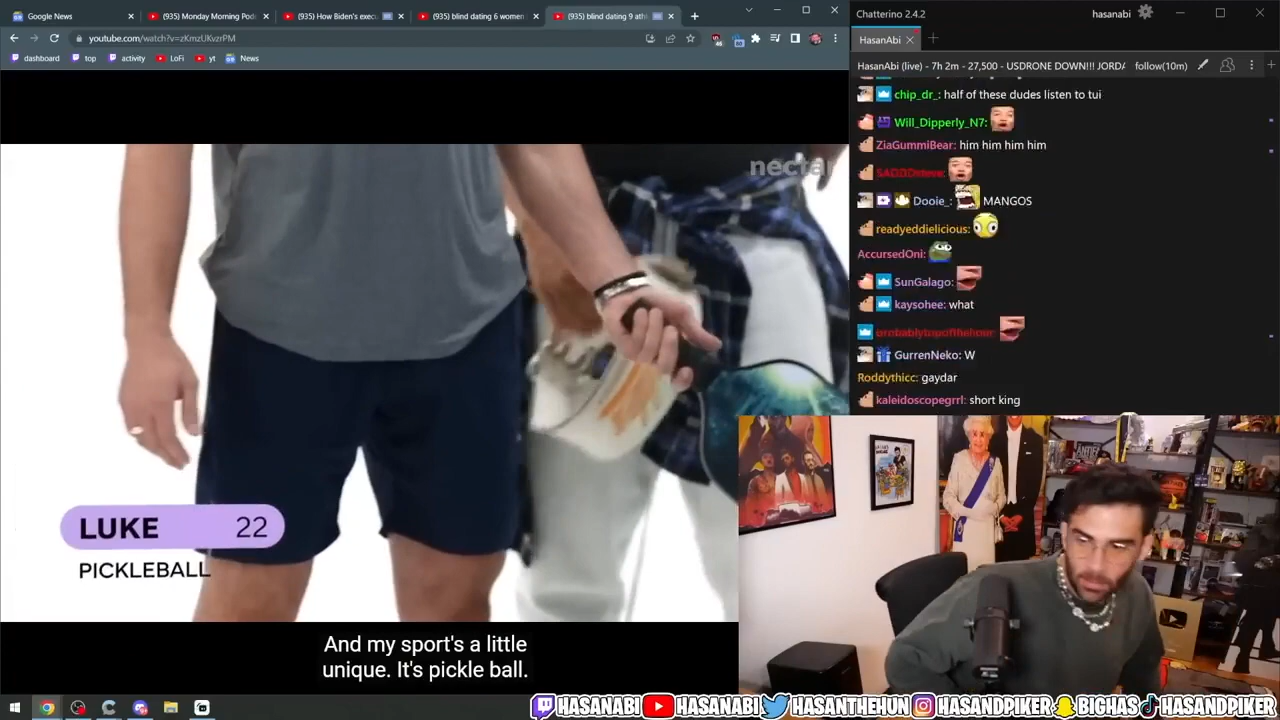 Google News
(935) Monday Morning Pod
(935) How Biden's exec
(935) blind dating 6 women
(935) blind dating 9 ath
youtube.com/watch?v=zKmzUKvzrPM
dashboard
top
activity
LoFi
yt
News
nectar
LUKE 22
PICKLEBALL
And my sport's a little
unique. It's pickle ball.
Chatterino 2.4.2
hasanabi
HasanAbi
HasanAbi (live) - 7h 2m - 27,500 - USDRONE DOWN!!! JORDA
follow(10m)
chip_dr_: half of these dudes listen to tui
Will_Dipperly_N7:
ZiaGummiBear: him him him him
Dooie_: MANGOS
readyeddielicious:
AccursedOni:
SunGalago:
kaysohee: what
GurrenNeko: W
Roddythicc: gaydar
kaleidoscopegrrl: short king
HASANABI
HASANABI
HASANTHEHUN
HASANDPIKER
BIGHAS
HASANDPIKER